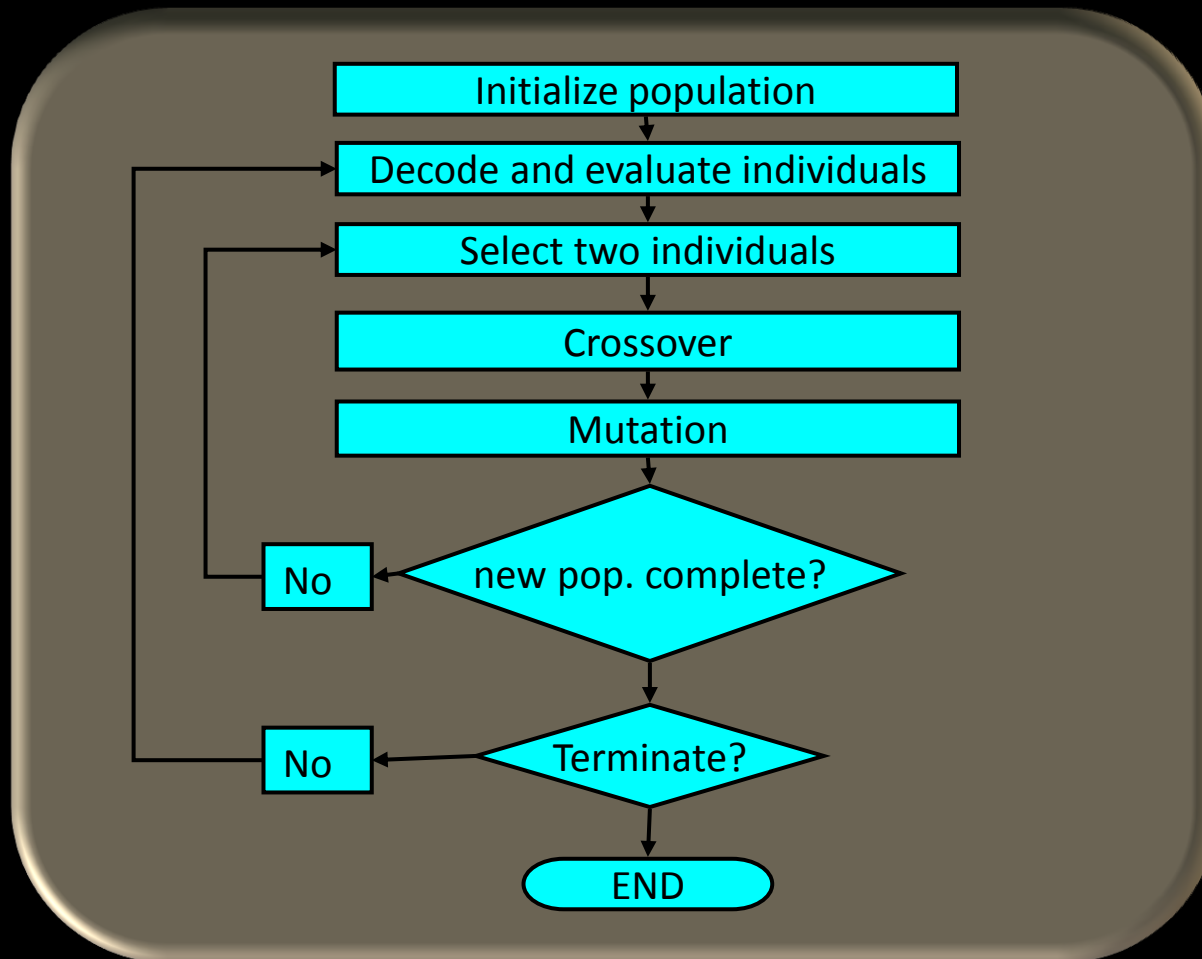 Initialize population
Decode and evaluate individuals
Select two individuals
Crossover
Mutation
new pop. complete?
No
Terminate?
No
END